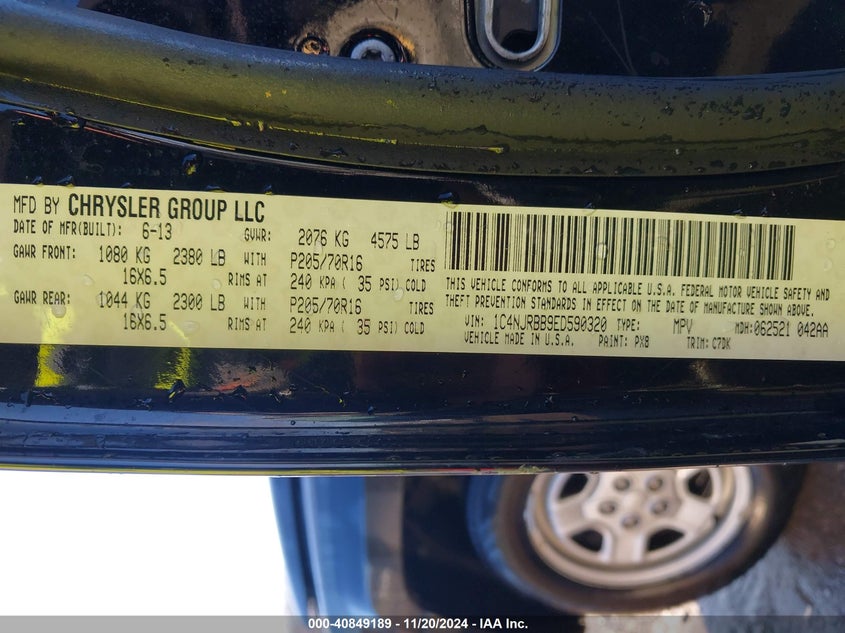 MFD BY CHRYSLER GROUP LLC
DATE OF MFR(BUILT): 6-13 GVWR: 2076 KG 4575 LB
GAWR FRONT: 1080 KG 2380 LB WITH P205/70R16 TIRES
16X6.5 RIMS AT 240 KPA ( 35 PSI) COLD
GAWR REAR: 1044 KG 2300 LB WITH P205/70R16 TIRES
16X6.5 RIMS AT 240 KPA ( 35 PSI) COLD
THIS VEHICLE CONFORMS TO ALL APPLICABLE U.S.A. FEDERAL MOTOR VEHICLE SAFETY AND
THEFT PREVENTION STANDARDS IN EFFECT ON THE DATE OF MANUFACTURE SHOWN ABOVE.
VIN: 1C4NJRBB9ED590320 TYPE: MPV MDH:062521 042AA
VEHICLE MADE IN U.S.A. PAINT: PX8 TRIM: C7DK
000-40849189 - 11/20/2024 - IAA Inc.